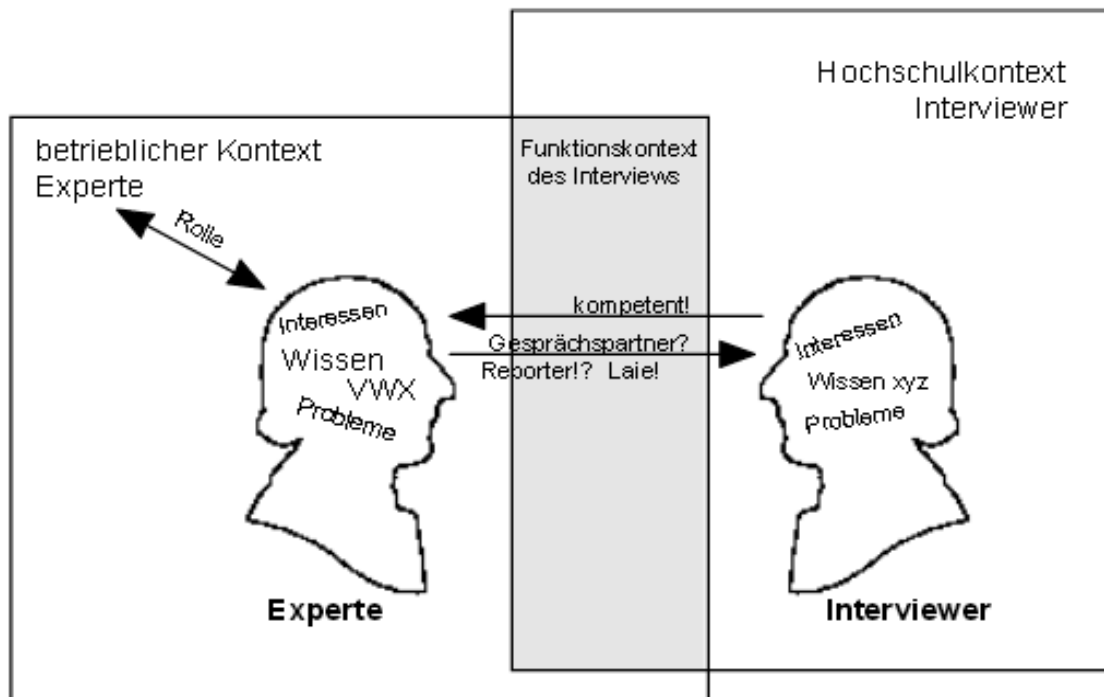 Hochschulkontext
Interviewer
betrieblicher Kontext
Experte
Funktionskontext
des Interviews
Rolle
kompetent!
Gesprächspartner?
Reporter!? Laie!
Interessen
Wissen
VWX
Probleme
Interessen
Wissen xyz
Probleme
Experte
Interviewer